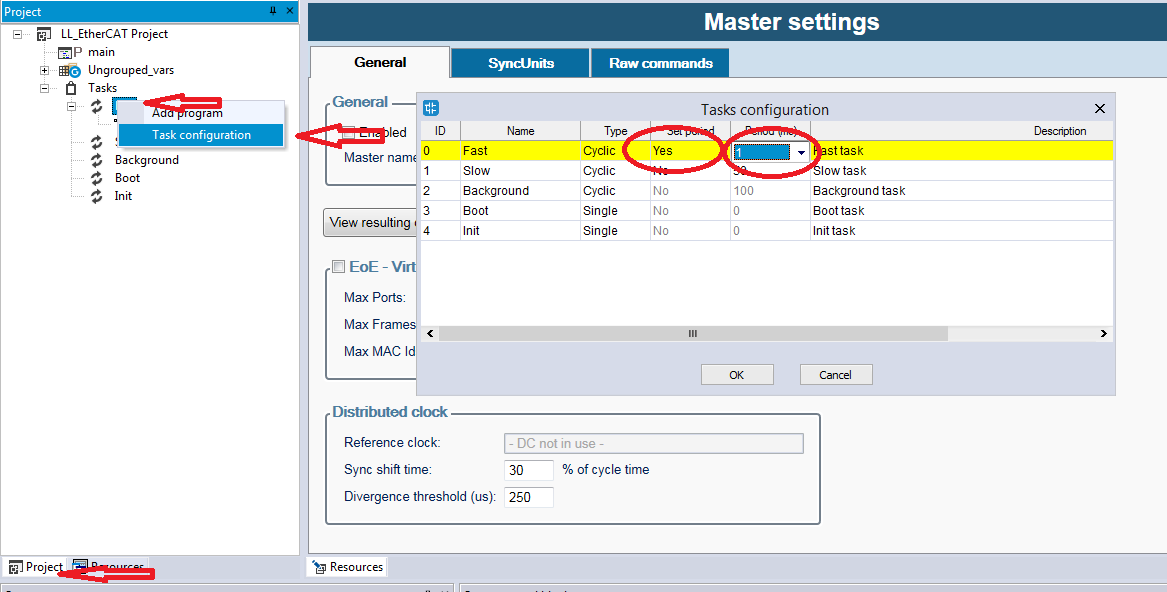 Project
LL_EtherCAT Project
main
Ungrouped_vars
Tasks
Add program
Task configuration
Background
Boot
Init
Project
Resources
Master settings
General
SyncUnits
Raw commands
General
Enabled
Master name
View resulting
EoE - Virt
Max Ports:
Max Frames
Max MAC Id
Tasks configuration
ID Name Type Set period Period (ms) Description
0 Fast Cyclic Yes 1 Fast task
1 Slow Cyclic No Slow task
2 Background Cyclic No 100 Background task
3 Boot Single No 0 Boot task
4 Init Single No 0 Init task
OK Cancel
Distributed clock
Reference clock: - DC not in use -
Sync shift time: 30 % of cycle time
Divergence threshold (us): 250
Resources